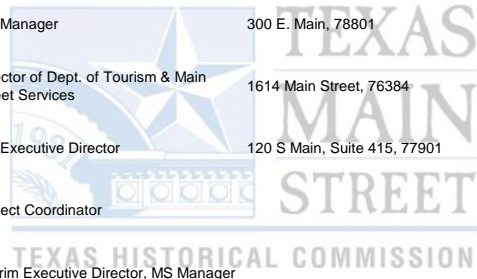 Manager 300 E. Main, 78801
TEXAS
ctor of Dept. of Tourism & Main
et Services 1614 Main Street, 76384
MAIN
Executive Director 120 S Main, Suite 415, 77901
1981
STREET
ect Coordinator
TEXAS HISTORICAL COMMISSION
rim Executive Director, MS Manager